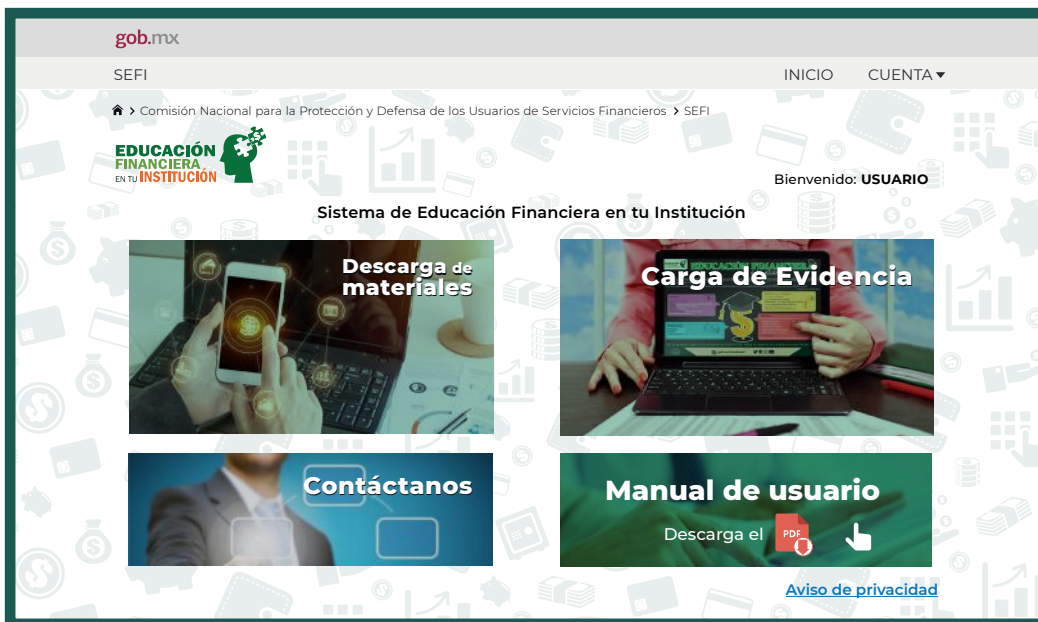 gob.mx
SEFI INICIO CUENTA
Comisión Nacional para la Protección y Defensa de los Usuarios de Servicios Financieros > SEFI
EDUCACIÓN
FINANCIERA
EN TU INSTITUCIÓN
Bienvenido: USUARIO
Sistema de Educación Financiera en tu Institución
Descarga de
materiales
Carga de Evidencia
Contáctanos
Manual de usuario
Descarga el PDF
Aviso de privacidad